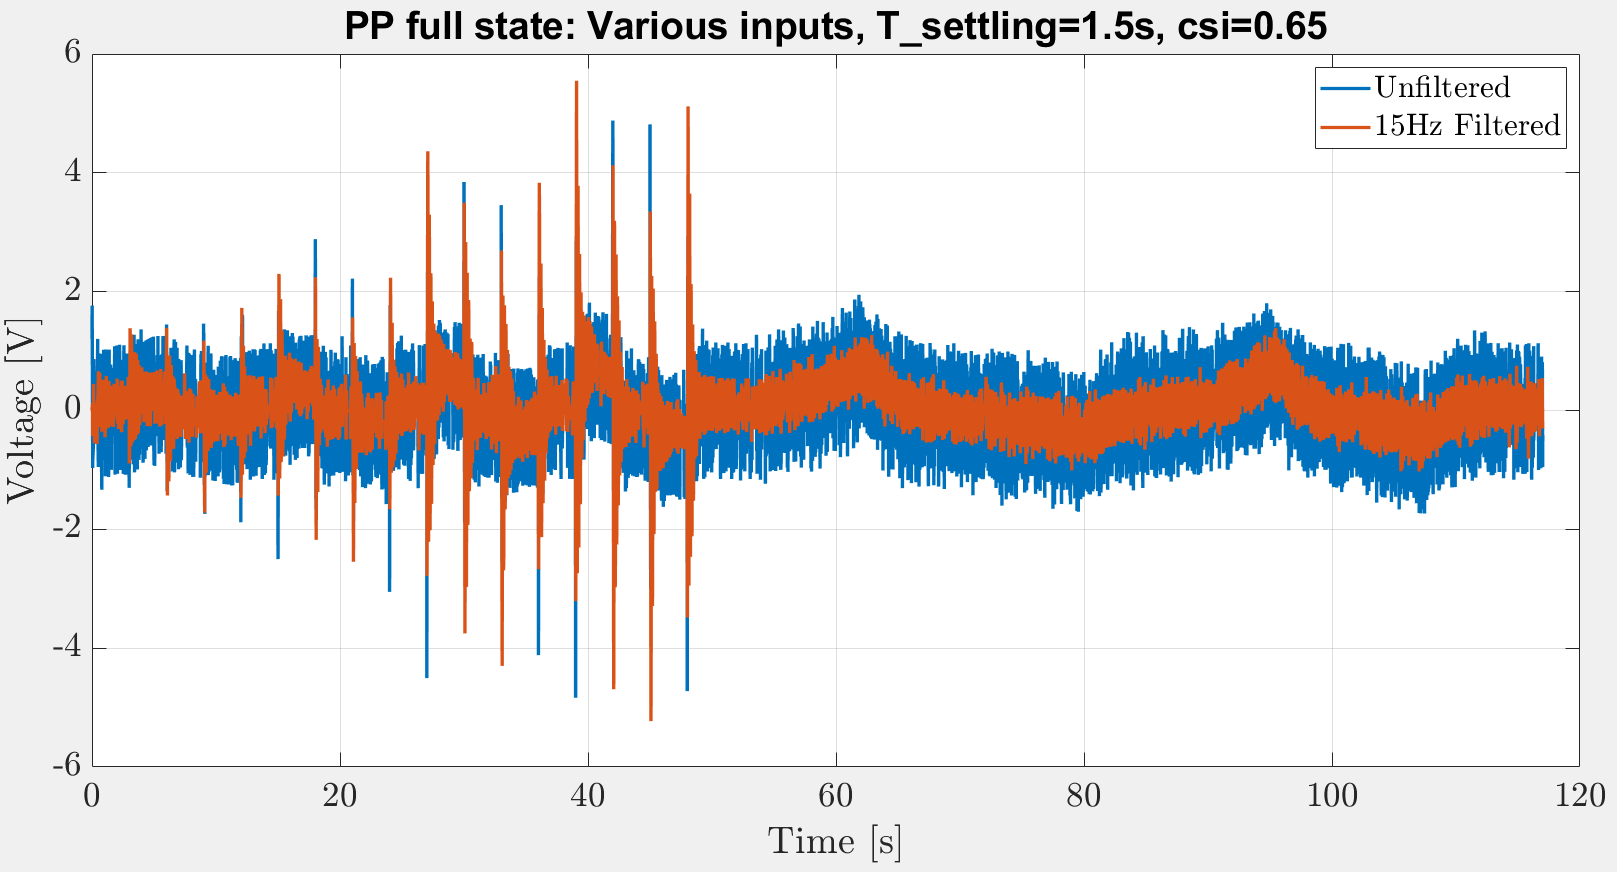 PP full state: Various inputs, T_settling=1.5s, csi=0.65
Unfiltered
15Hz Filtered
Voltage [V]
6
4
2
0
-2
-4
-6
0 20 40 60 80 100 120
Time [s]